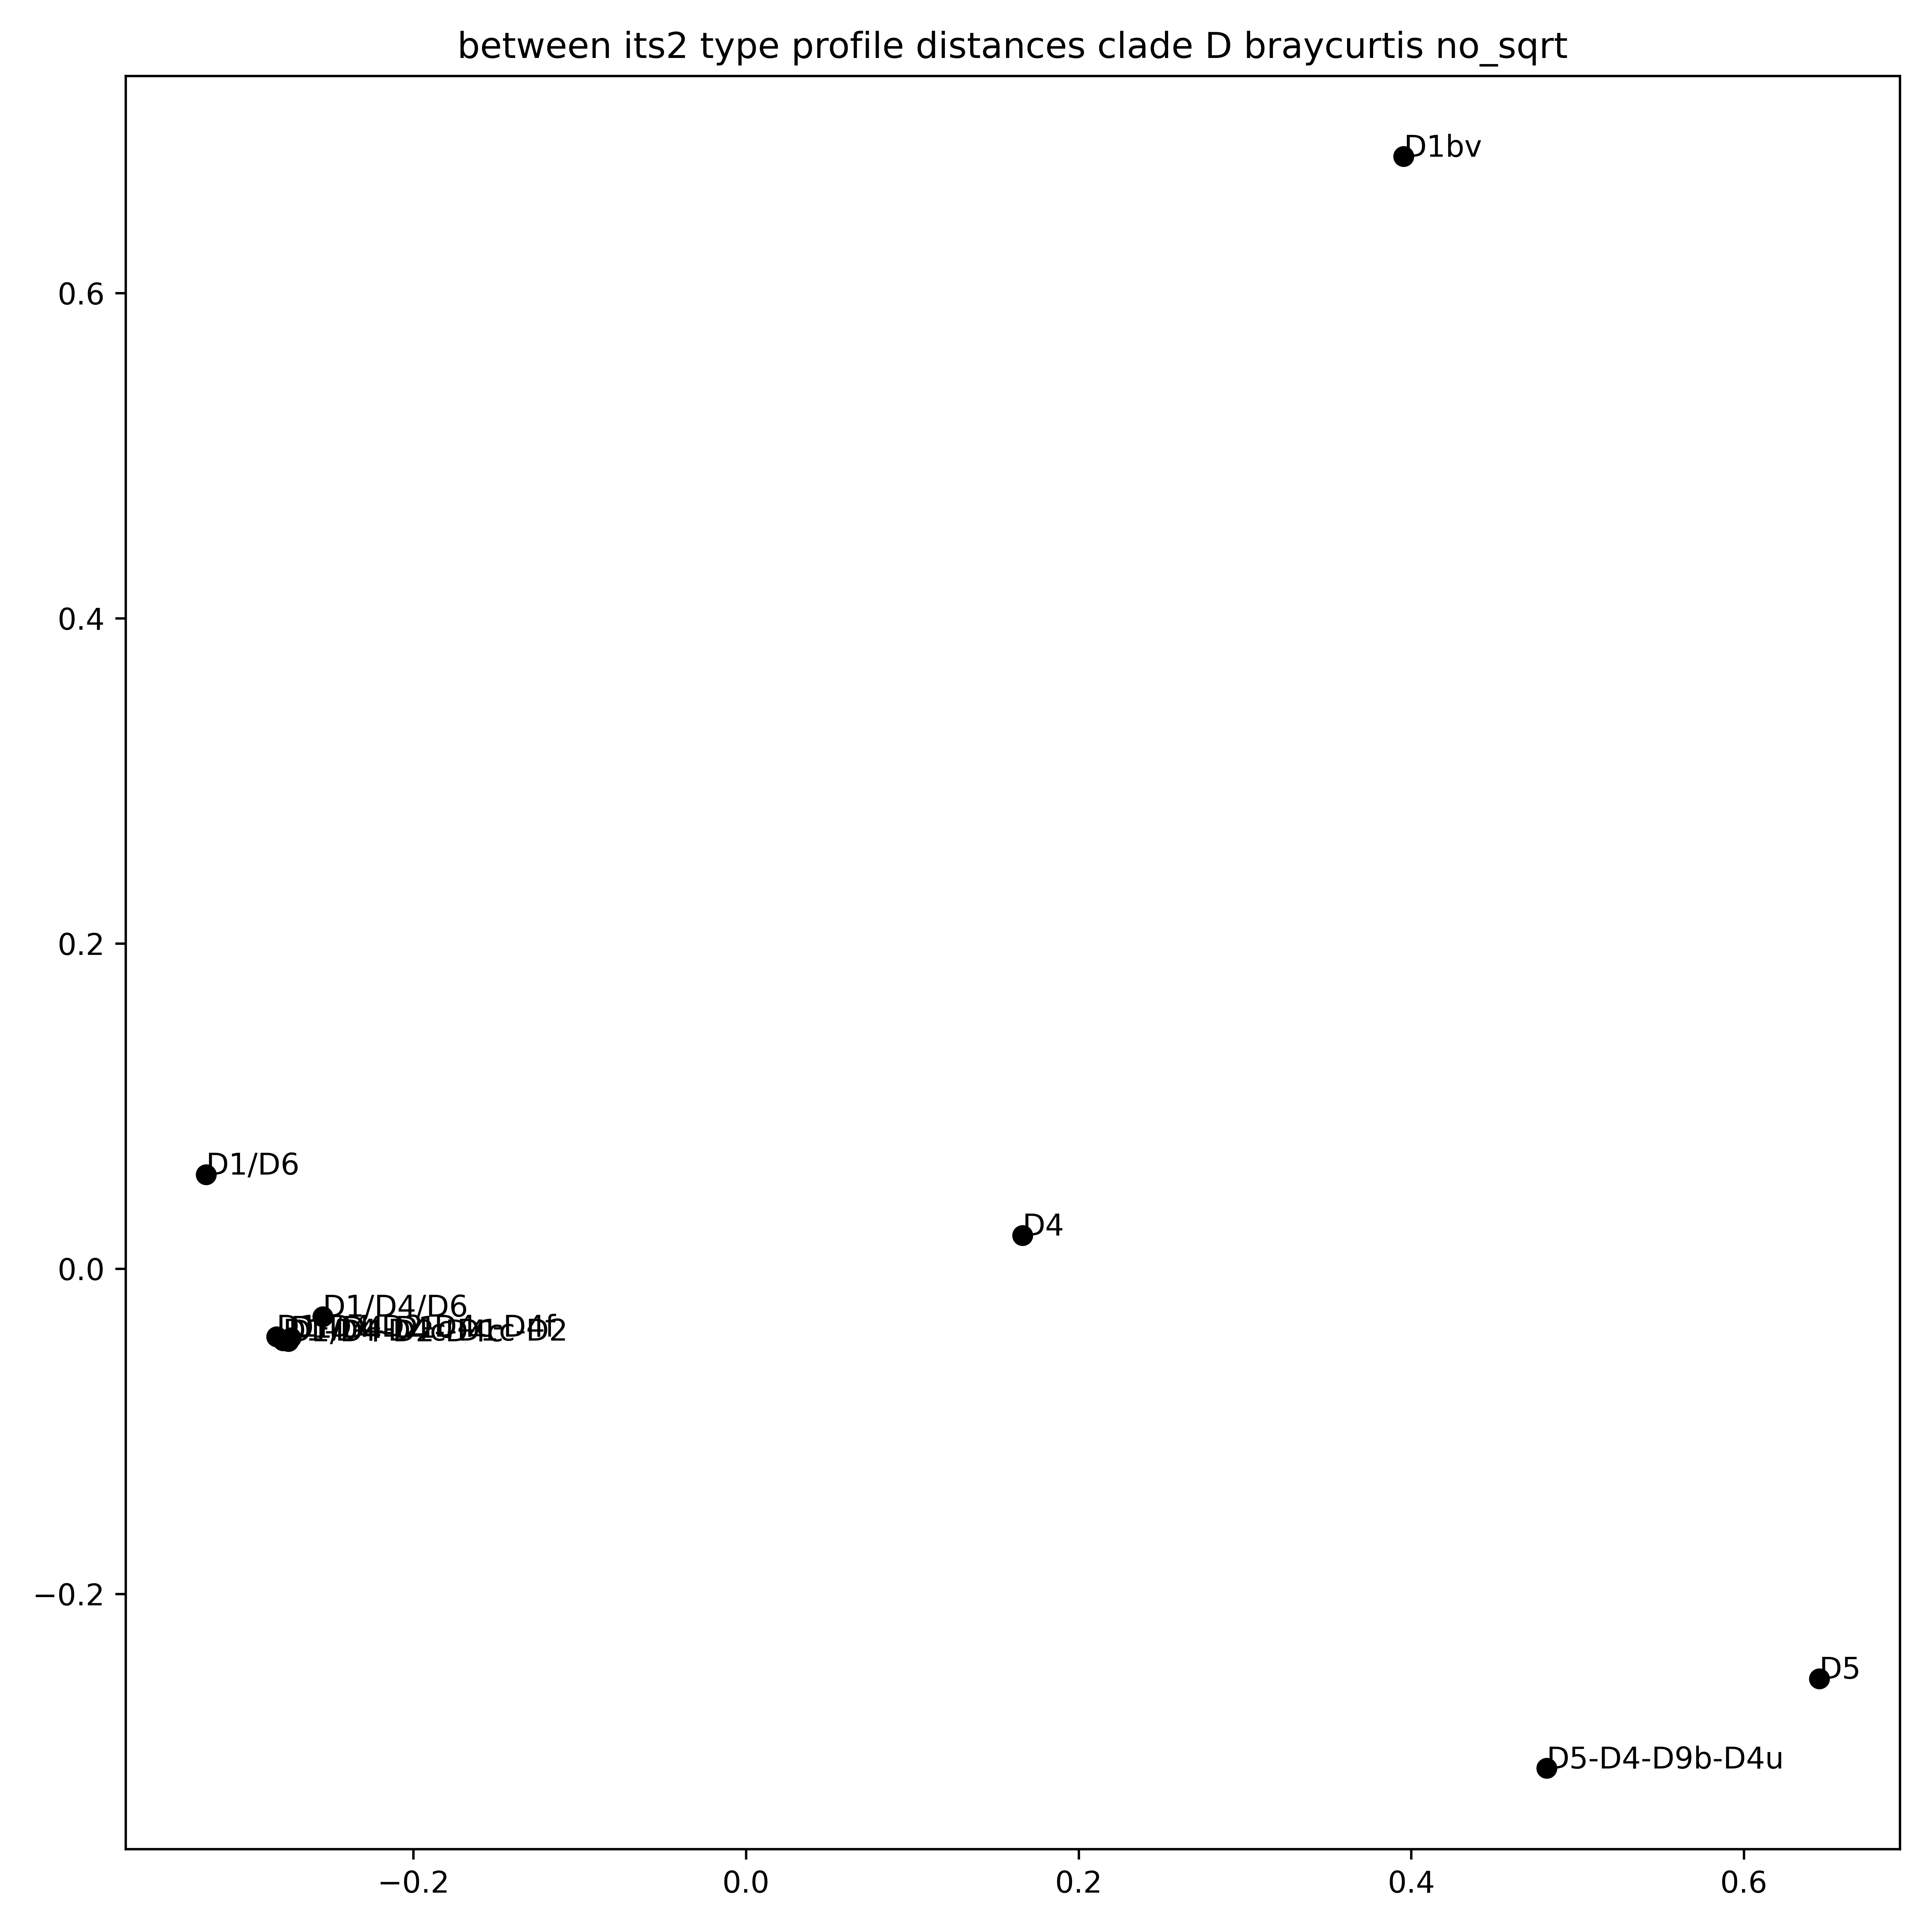 between its2 type profile distances clade D braycurtis no_sqrt
D1bv
0.6
0.4
0.2
D1/D6
D4
0.0
D1/D4/D6
−0.2
D5
D5-D4-D9b-D4u
−0.2
0.0
0.2
0.4
0.6